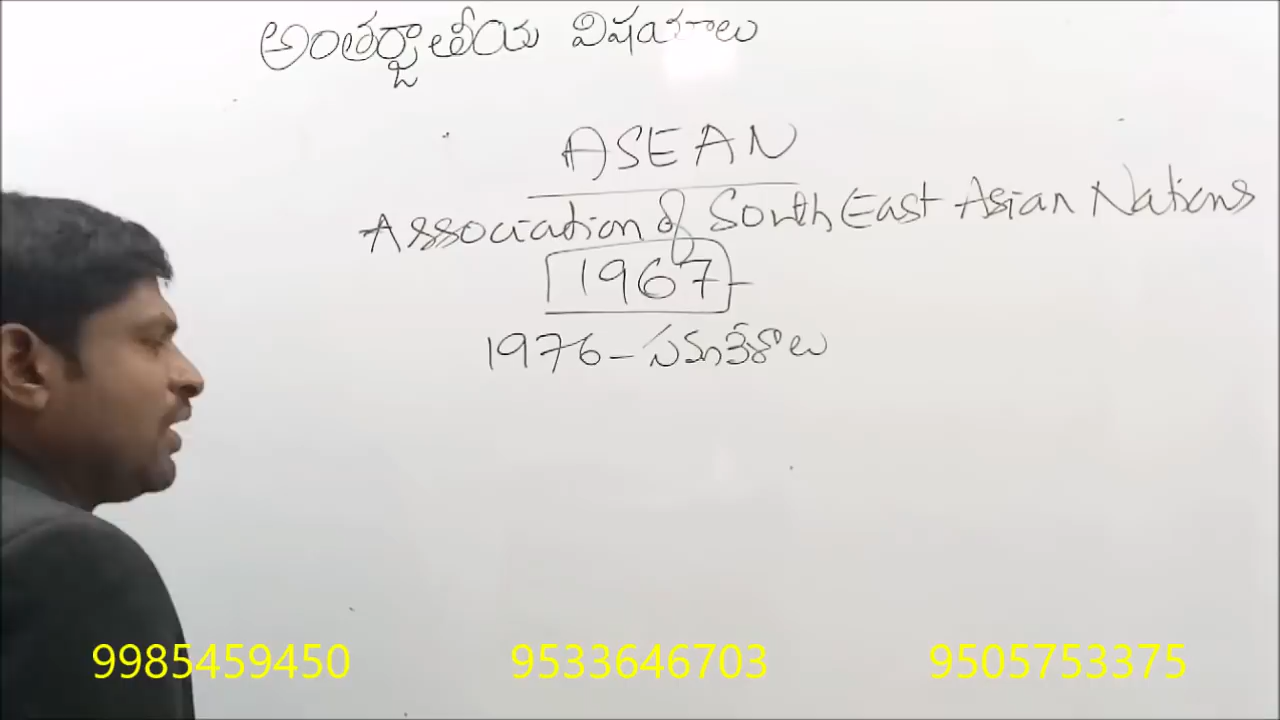 అంతర్జాతీయ విషయాలు
ASEAN
Association of South East Asian Nations
1967-
1976-సమావేశాలు
9985459450 9533646703 9505753375